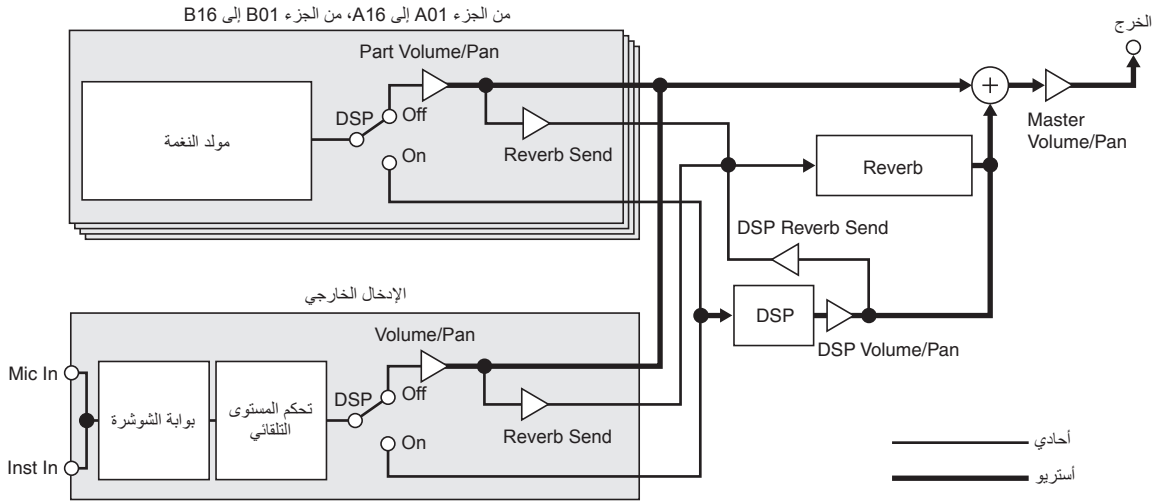 من الجزء A01 إلى A16، من الجزء B01 إلى B16
الخرج
Part Volume/Pan
DSP
Off
On
مولد النغمة
Reverb Send
Master
Volume/Pan
Reverb
DSP Reverb Send
الإدخال الخارجي
DSP
DSP Volume/Pan
Volume/Pan
Mic In
Inst In
بوابة الشوشرة
تحكم المستوى
التلقائي
DSP
Off
On
Reverb Send
أحادي
أستريو